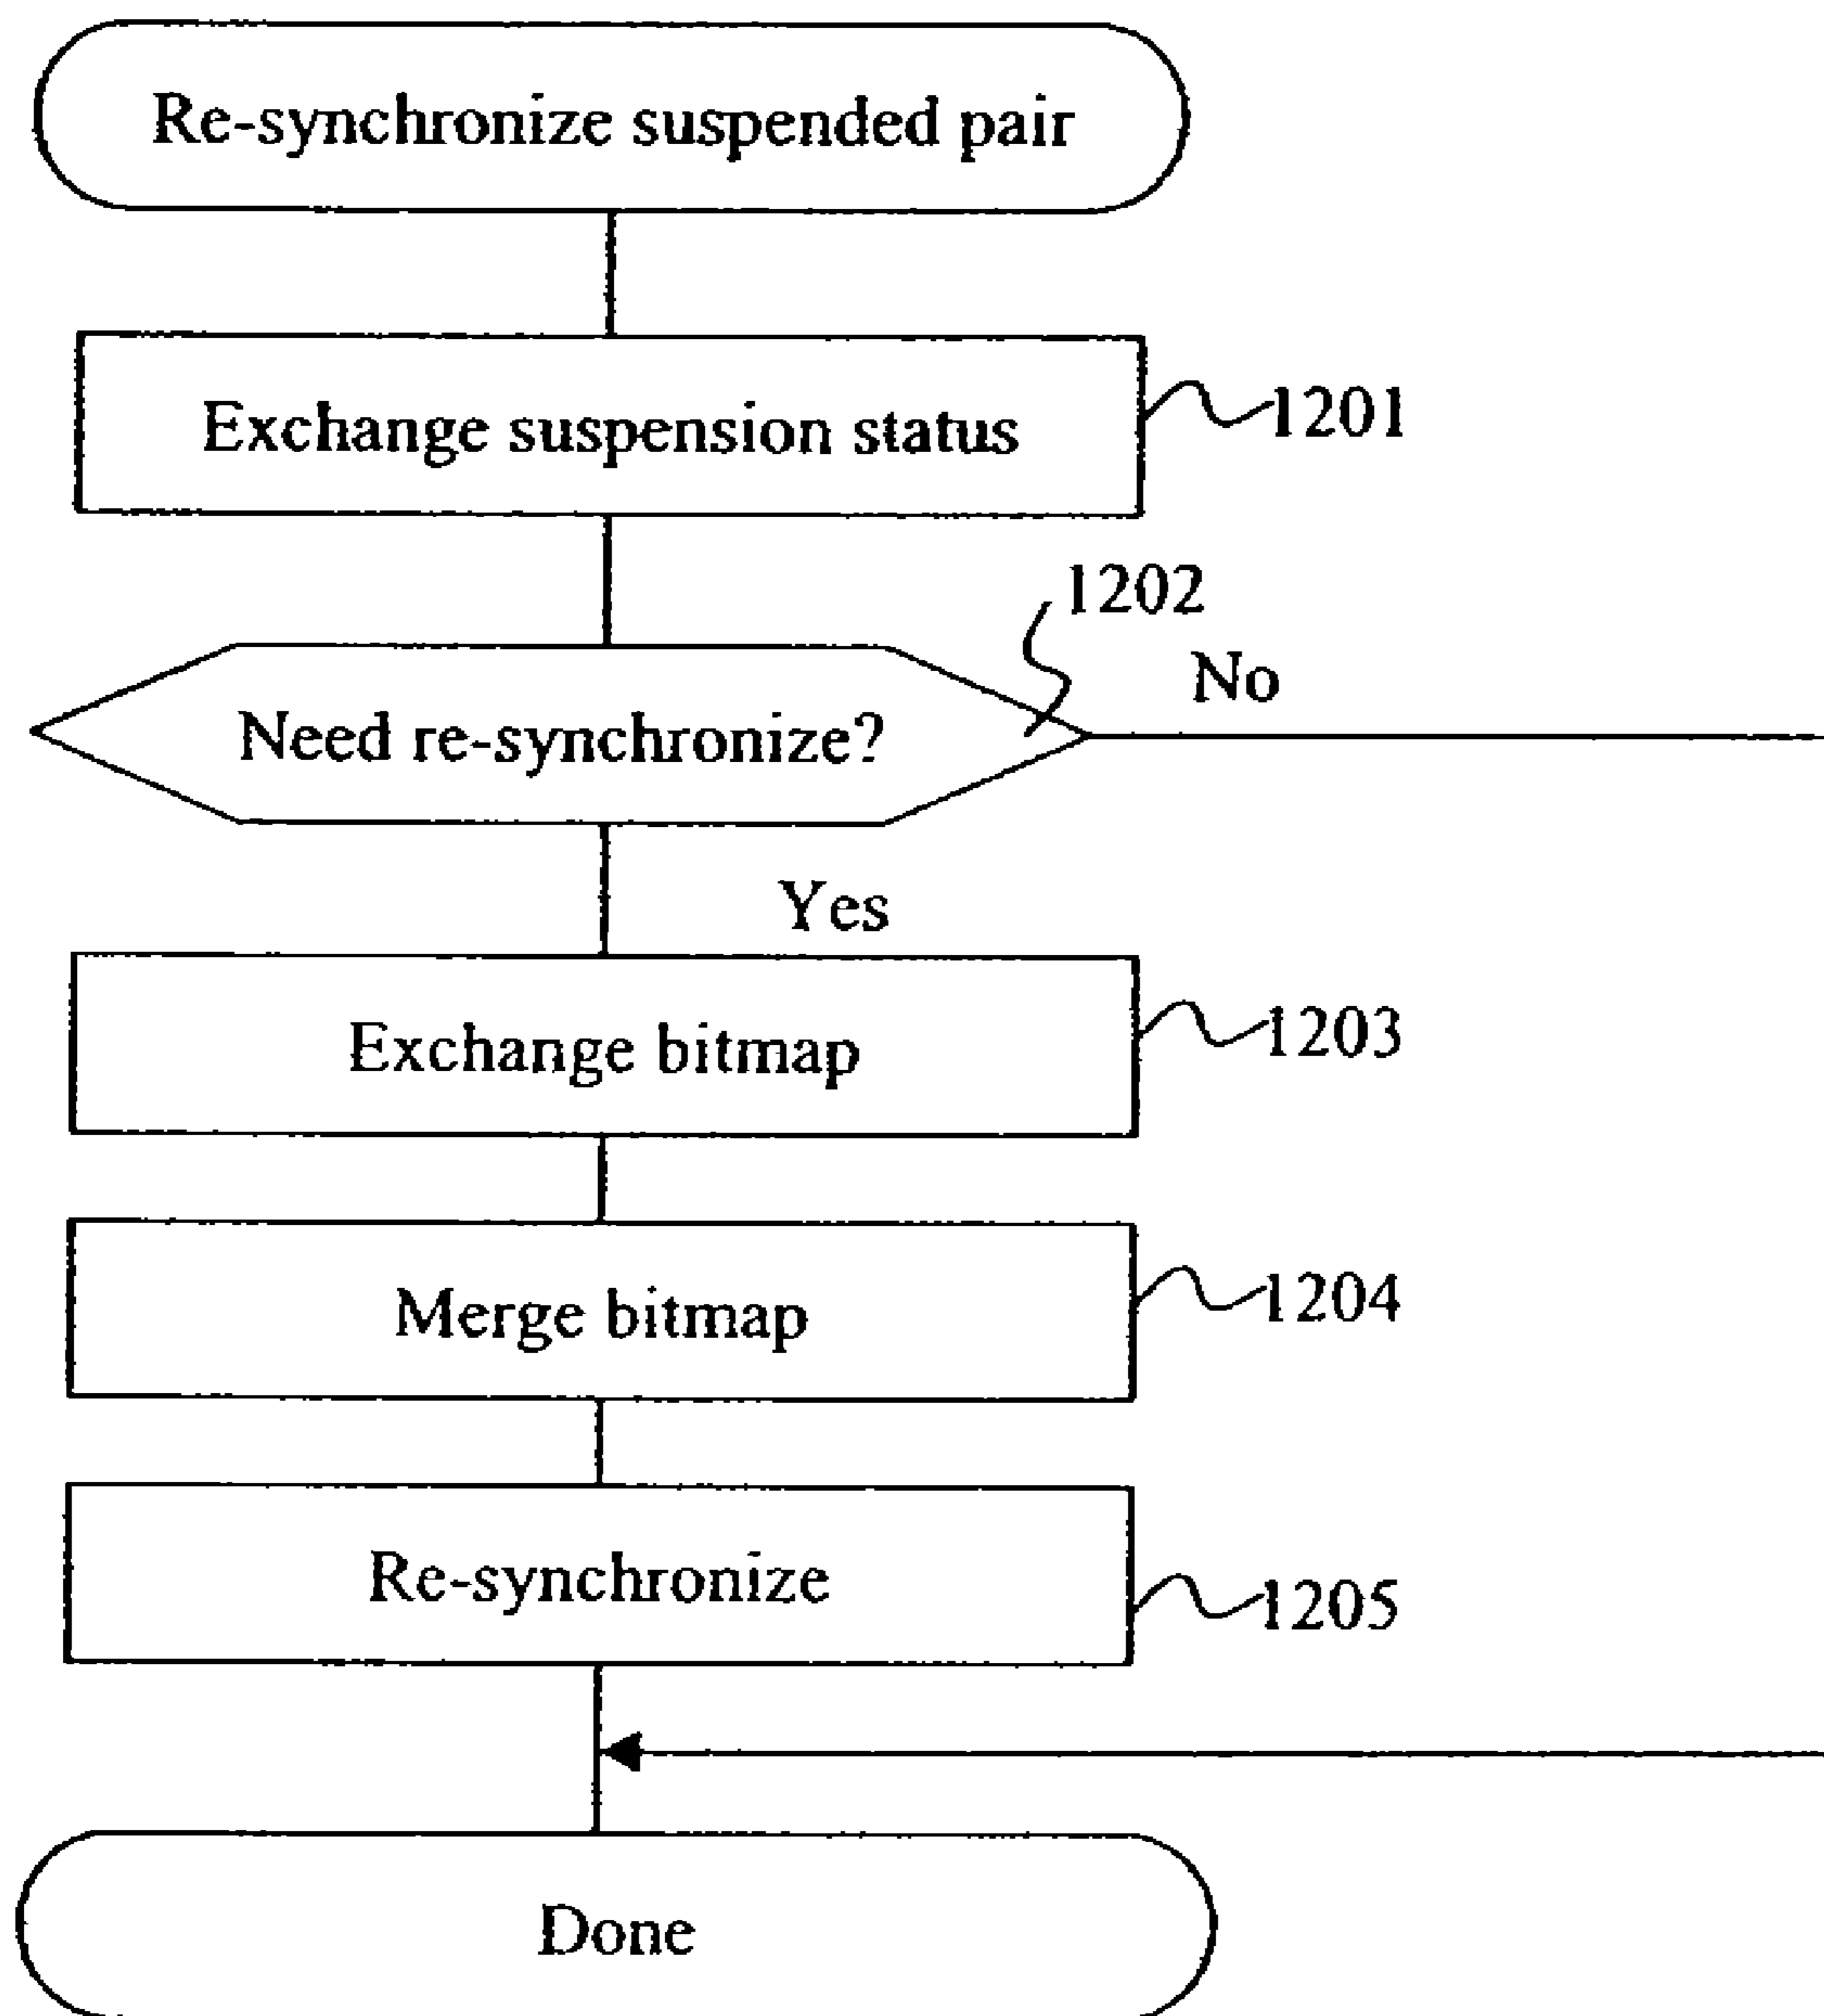 Re-synchronize suspended pair
Exchange suspension status
1201
1202
No
Need re-synchronize?
Yes
Exchange bitmap
1203
Merge bitmap
1204
Re-synchronize
1205
Done